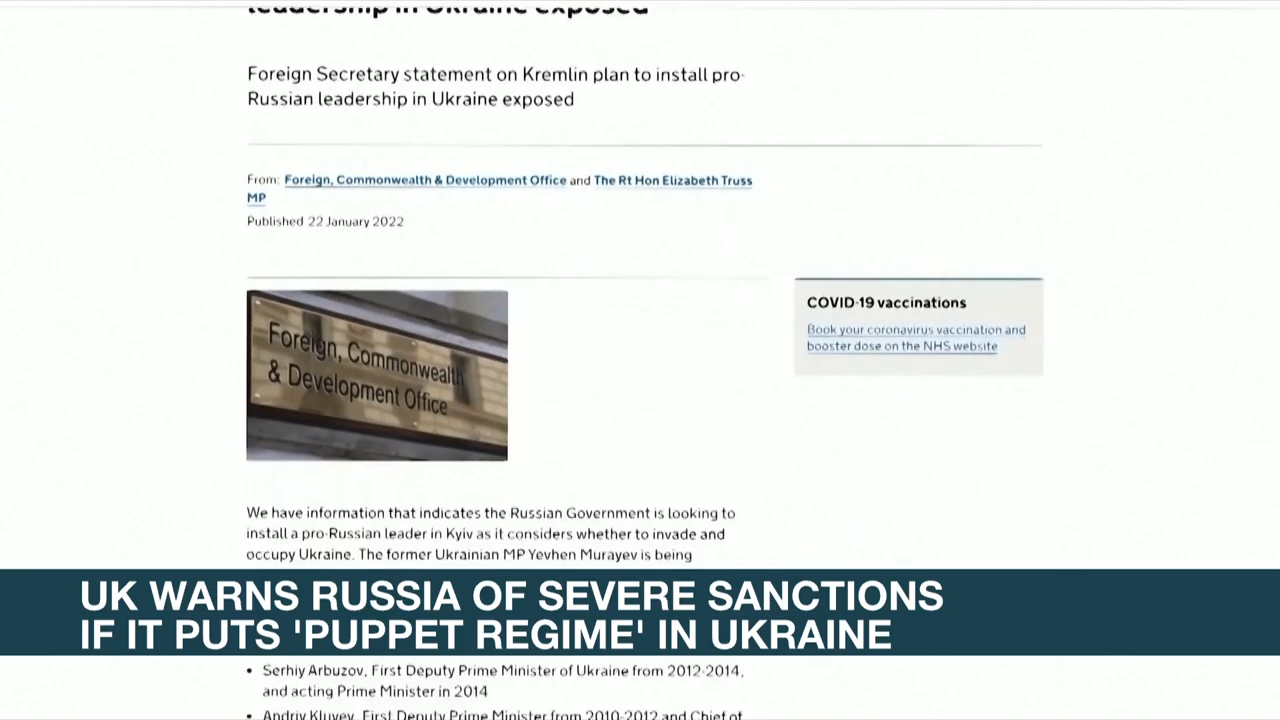 leadership in Ukraine exposed
Foreign Secretary statement on Kremlin plan to install pro-
Russian leadership in Ukraine exposed
From: Foreign, Commonwealth & Development Office and The Rt Hon Elizabeth Truss
MP
Published 22 January 2022
Foreign, Commonwealth
& Development Office
COVID-19 vaccinations
Book your coronavirus vaccination and
booster dose on the NHS website
We have information that indicates the Russian Government is looking to
install a pro-Russian leader in Kyiv as it considers whether to invade and
occupy Ukraine. The former Ukrainian MP Yevhen Murayev is being
UK WARNS RUSSIA OF SEVERE SANCTIONS
IF IT PUTS 'PUPPET REGIME' IN UKRAINE
• Serhiy Arbuzov, First Deputy Prime Minister of Ukraine from 2012-2014,
and acting Prime Minister in 2014
• Andriy Kluyev, First Deputy Prime Minister from 2010-2012 and Chief of